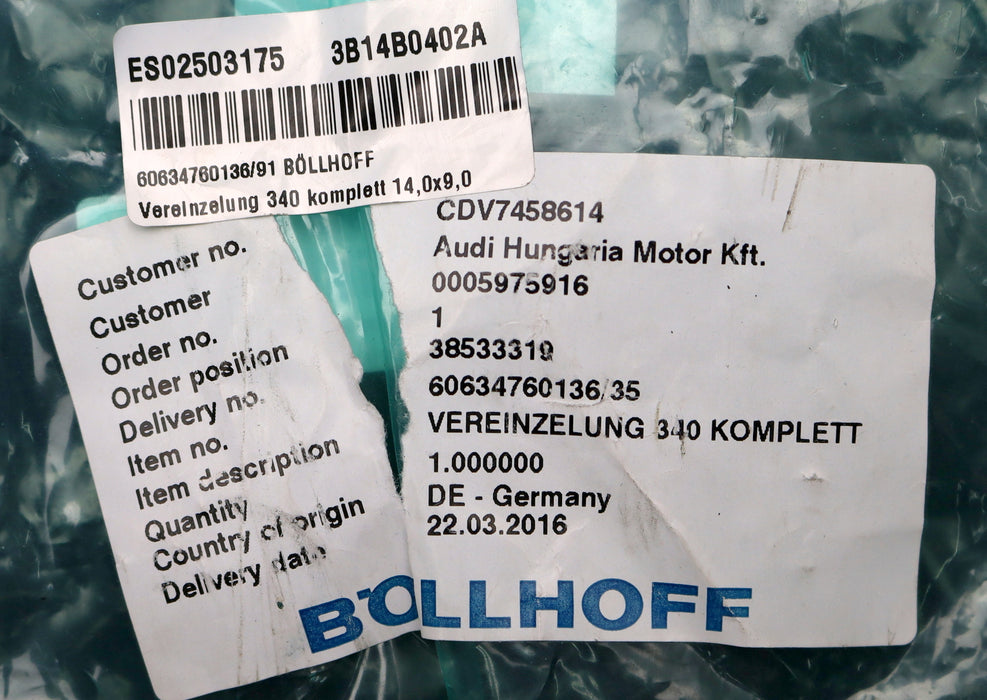 ES02503175 3B14B0402A
60634760136/91 BÖLLHOFF
Vereinzelung 340 komplett 14,0x9,0
Customer no. CDV7458614
Customer Audi Hungaria Motor Kft.
Order no. 0005975916
Order position 1
Delivery no. 38533319
Item no. 60634760136/35
Item description VEREINZELUNG 340 KOMPLETT
Quantity 1.000000
Country of origin DE - Germany
Delivery date 22.03.2016
BÖLLHOFF